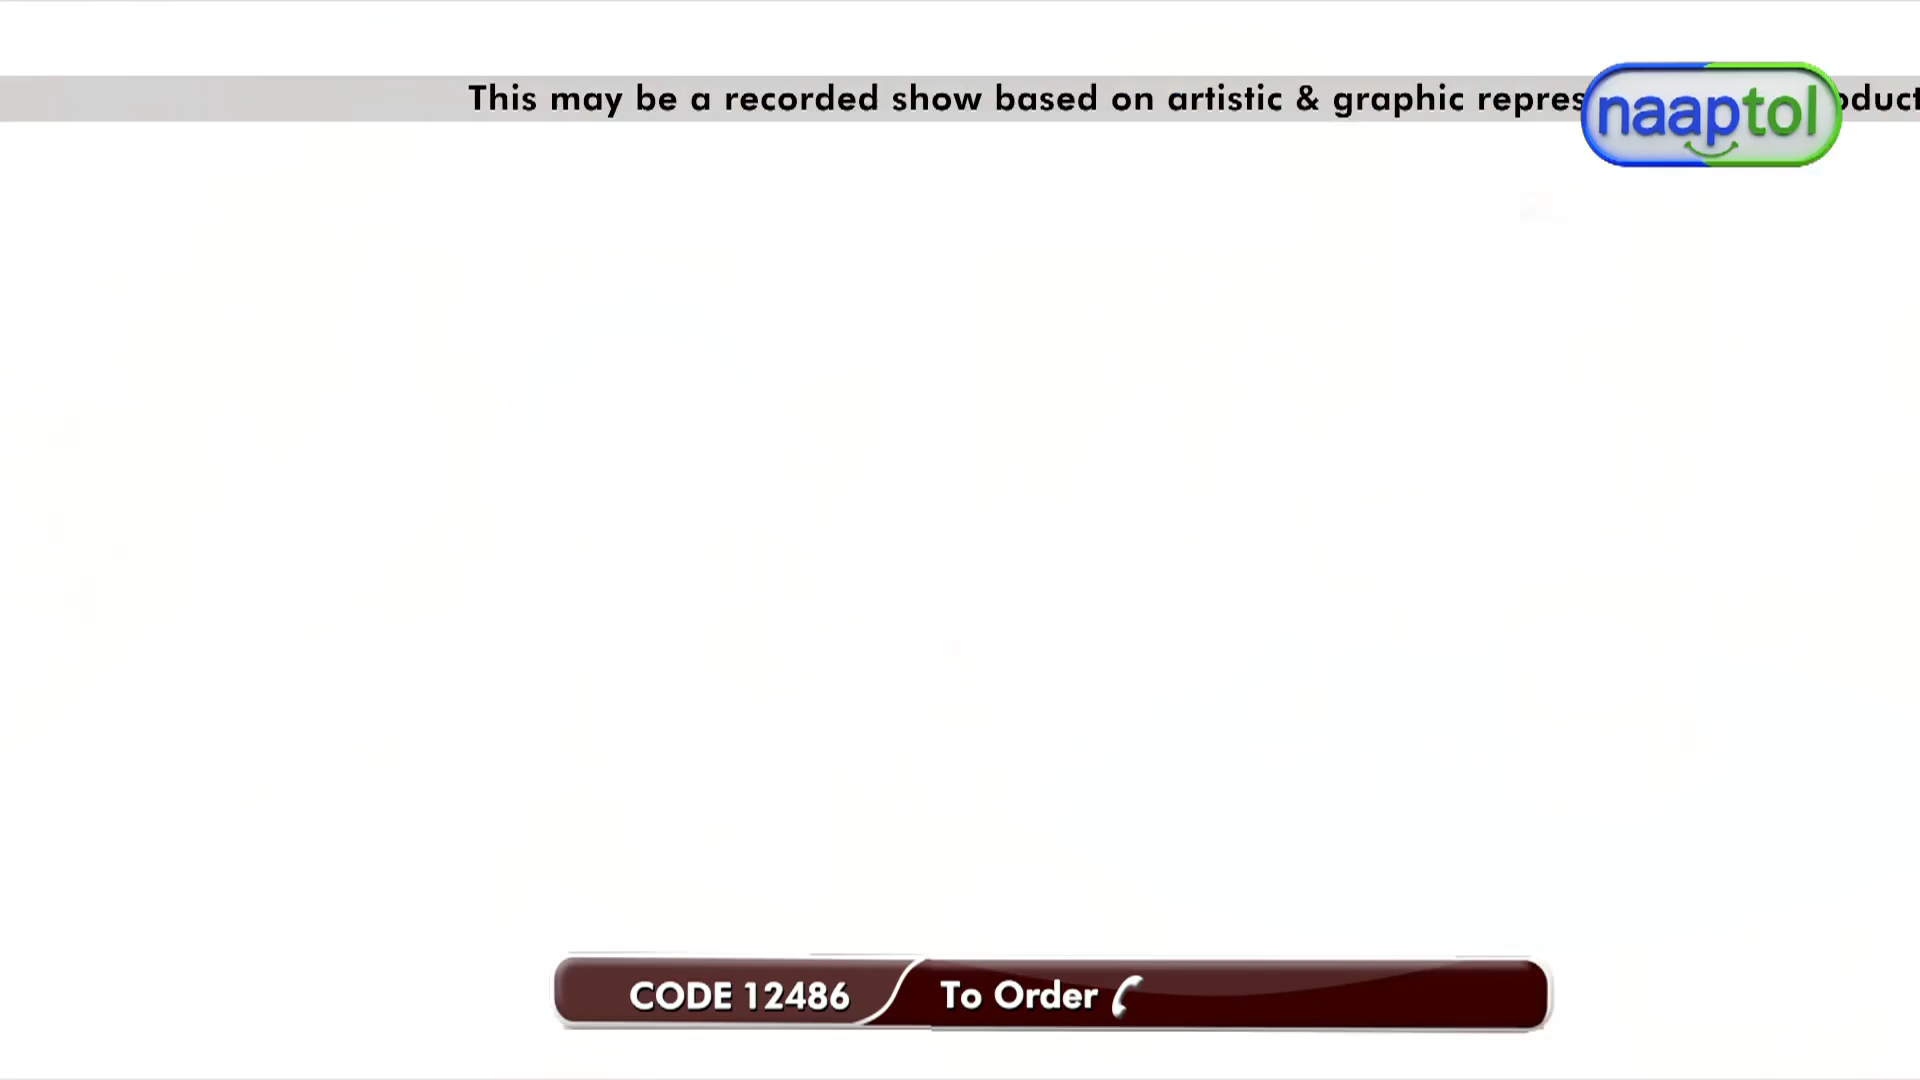 This may be a recorded show based on artistic & graphic repres
naaptol
CODE 12486 To Order